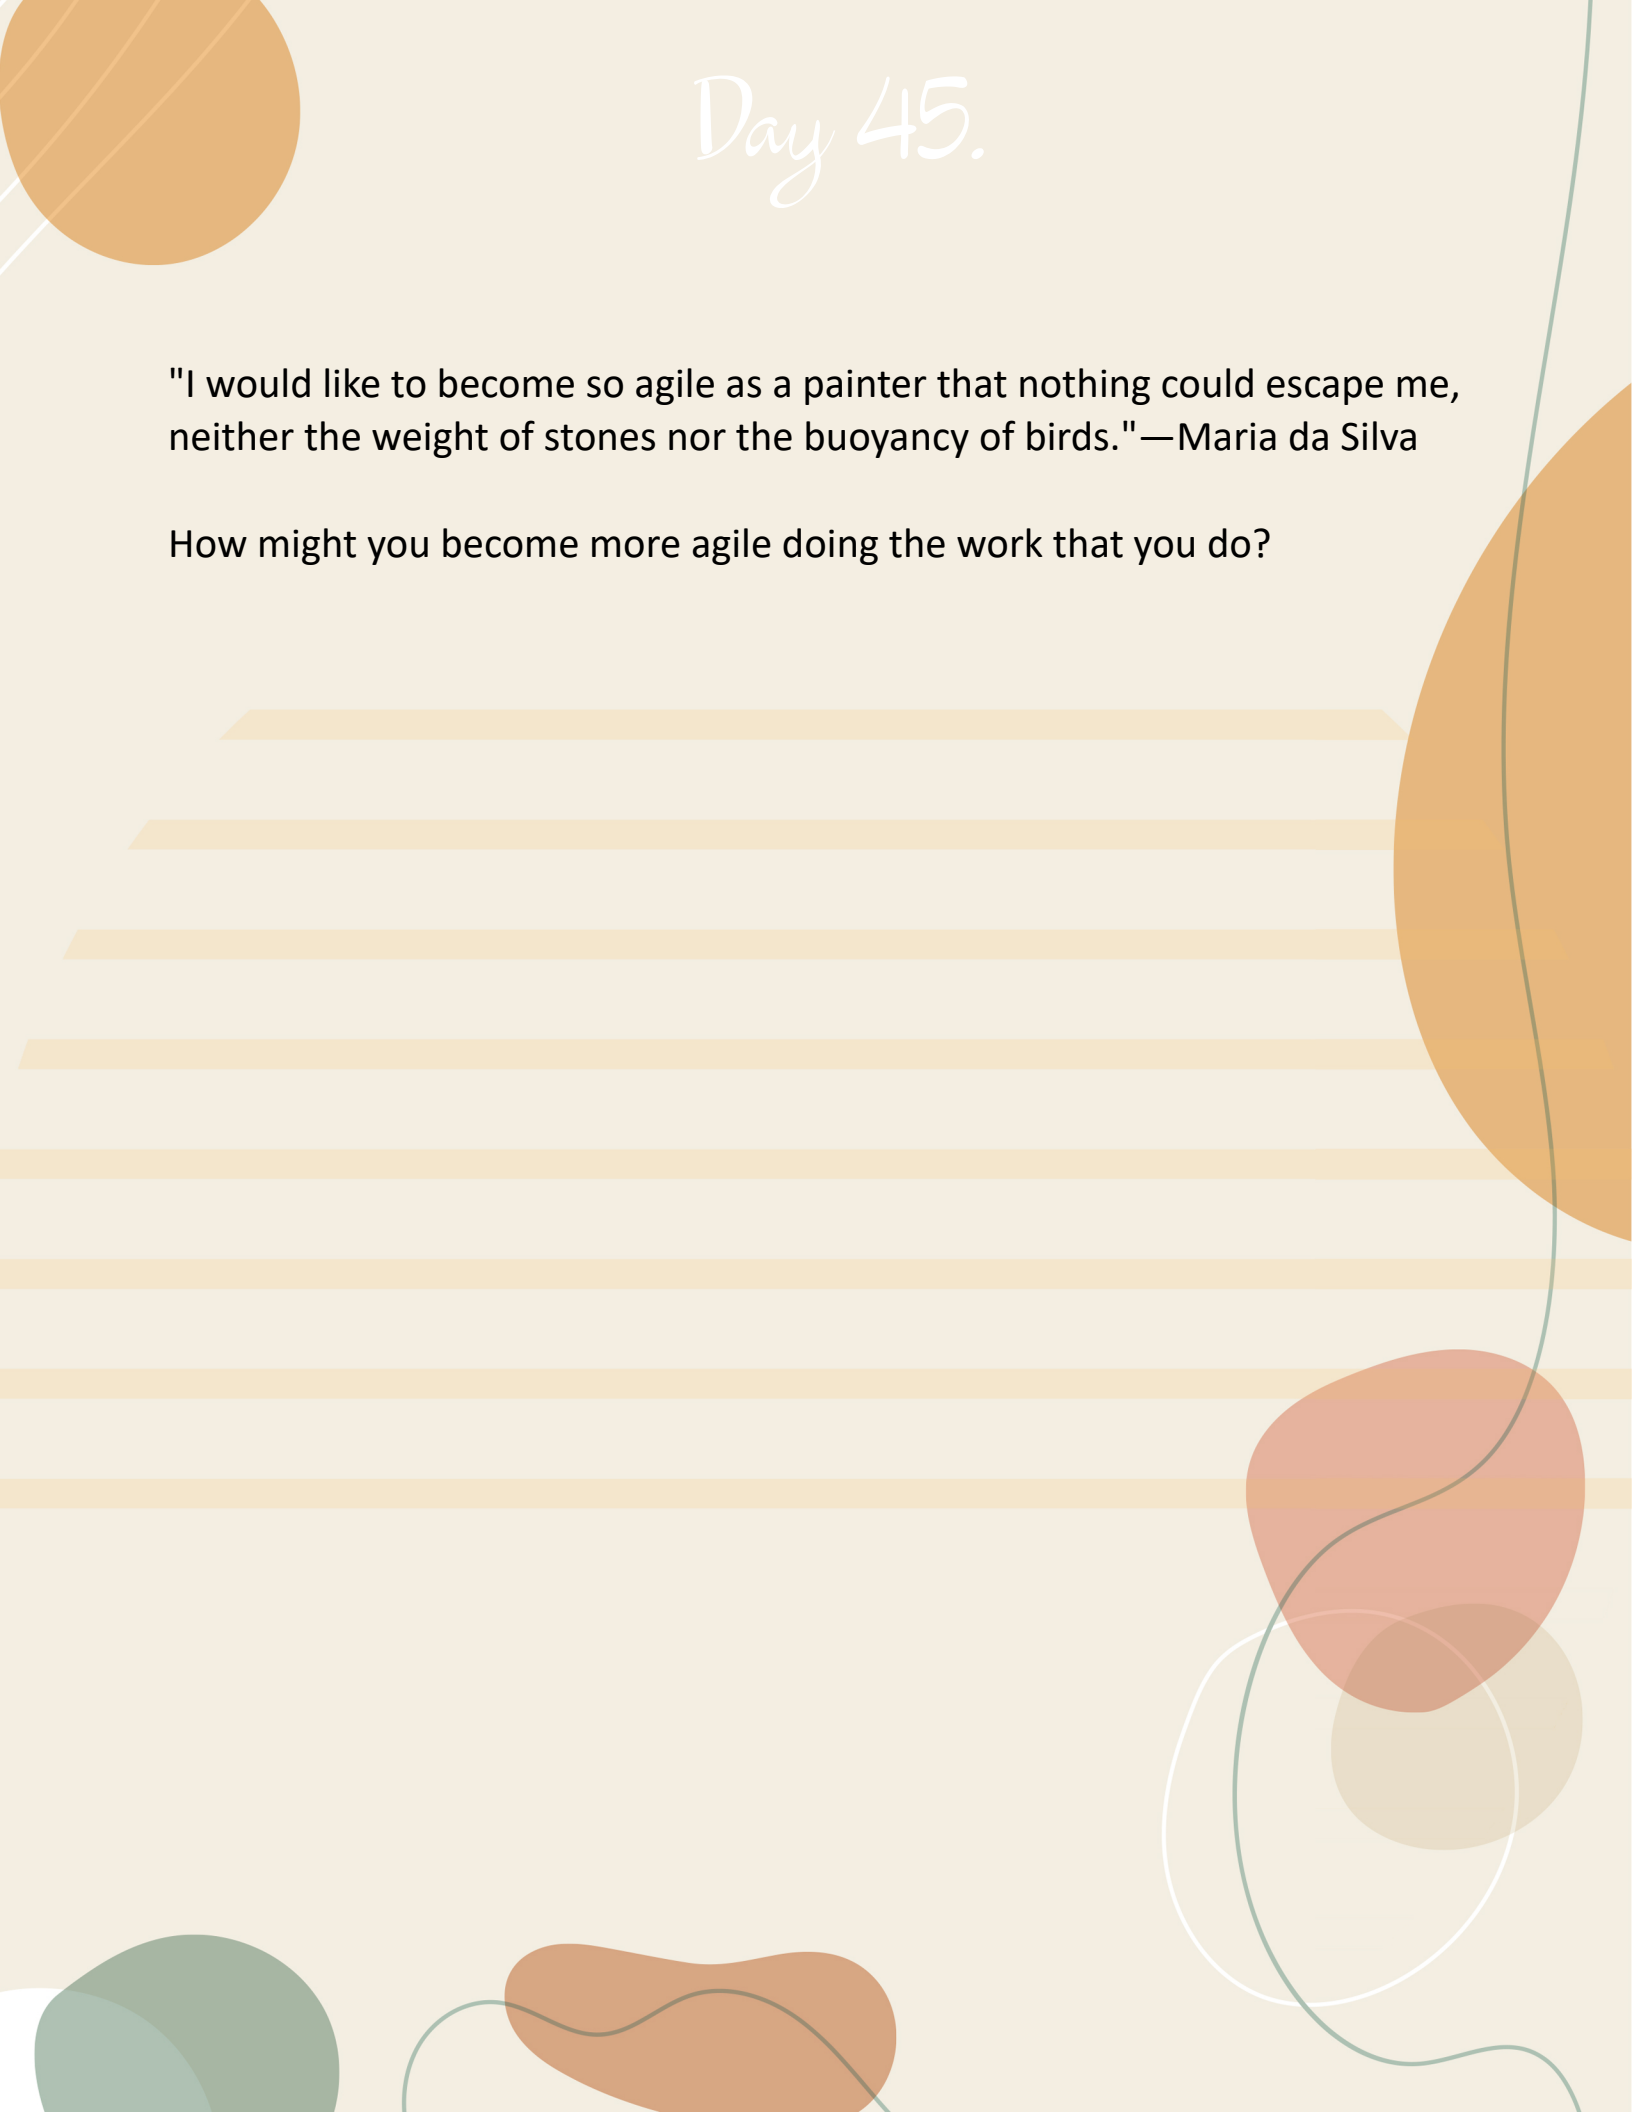 Day 45.
"I would like to become so agile as a painter that nothing could escape me,
neither the weight of stones nor the buoyancy of birds."—Maria da Silva
How might you become more agile doing the work that you do?